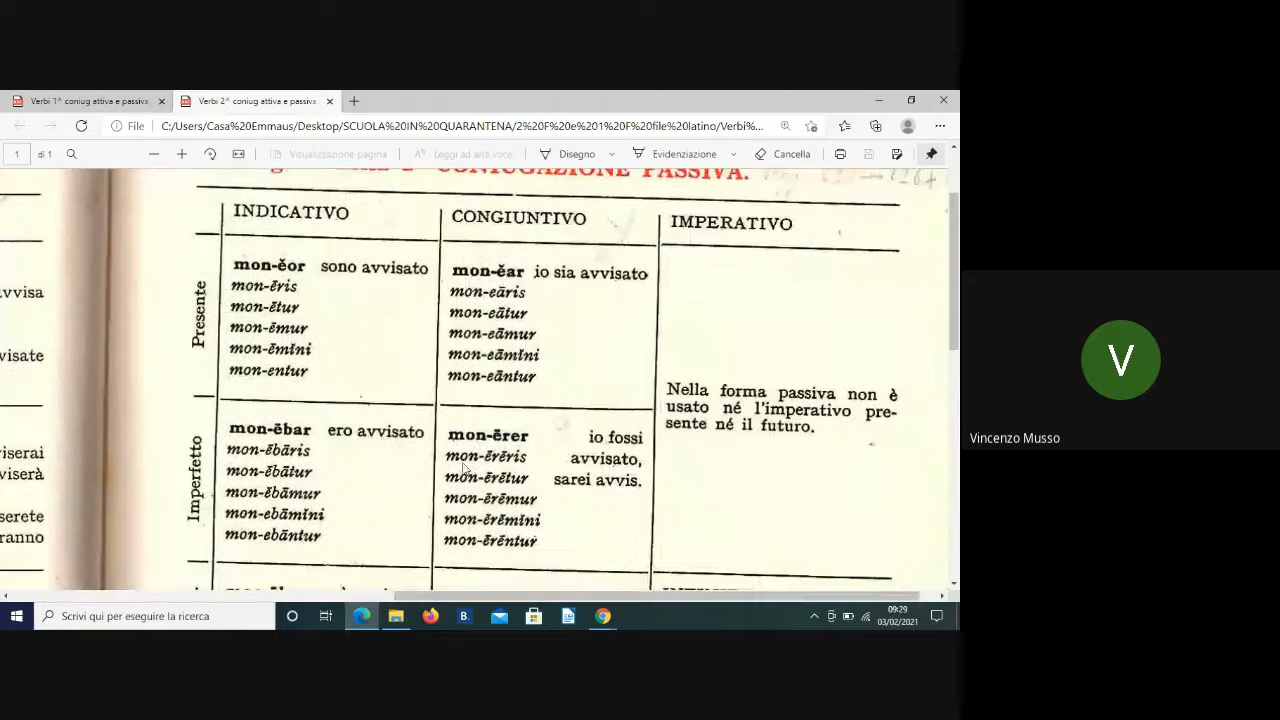 Verbi 1^ coniug attiva e passiva
Verbi 2^ coniug attiva e passiva
File
C:/Users/Casa%20Emmaus/Desktop/SCUOLA%20IN%20QUARANTENA/2%20F%20e%201%20F%20file%20latino/Verbi%...
1
di 1
Visualizzazione pagina
Leggi ad alta voce
Disegno
Evidenziazione
Cancella
CONIUGAZIONE PASSIVA.
INDICATIVO
CONGIUNTIVO
IMPERATIVO
Presente
mon-ĕor sono avvisato
mon-ēris
mon-ētur
mon-ēmur
mon-ēmĭni
mon-entur
mon-ĕar io sia avvisato
mon-eāris
mon-eātur
mon-eāmur
mon-eāmĭni
mon-eāntur
Nella forma passiva non è
usato né l'imperativo pre-
sente né il futuro.
Imperfetto
mon-ēbar ero avvisato
mon-ēbāris
mon-ēbātur
mon-ēbāmur
mon-ebāmĭni
mon-ebāntur
mon-ērer io fossi
mon-ērēris avvisato,
mon-ērētur sarei avvis.
mon-ērēmur
mon-ērēmĭni
mon-ērēntur
vvisa
visate
viserai
viserà
serete
ranno
Scrivi qui per eseguire la ricerca
B.
09:29
03/02/2021
V
Vincenzo Musso